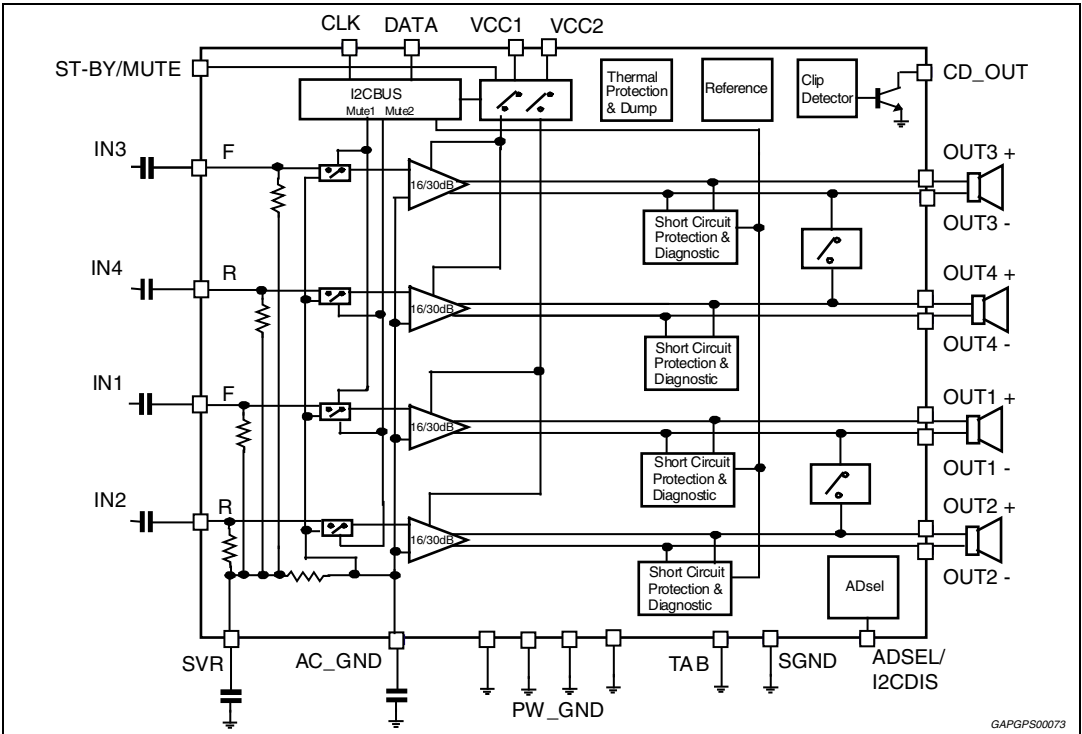 CLK DATA VCC1 VCC2
ST-BY/MUTE
I2CBUS
Mute1 Mute2
Thermal
Protection
& Dump
Reference
Clip
Detector
CD_OUT
IN3
F
16/30dB
OUT3 +
OUT3 -
Short Circuit
Protection &
Diagnostic
IN4
R
16/30dB
OUT4 +
OUT4 -
Short Circuit
Protection &
Diagnostic
IN1
F
16/30dB
OUT1 +
OUT1 -
Short Circuit
Protection &
Diagnostic
IN2
R
16/30dB
OUT2 +
OUT2 -
Short Circuit
Protection &
Diagnostic
ADsel
SVR
AC_GND
PW_GND
TAB
SGND
ADSEL/
I2CDIS
GAPGPS00073